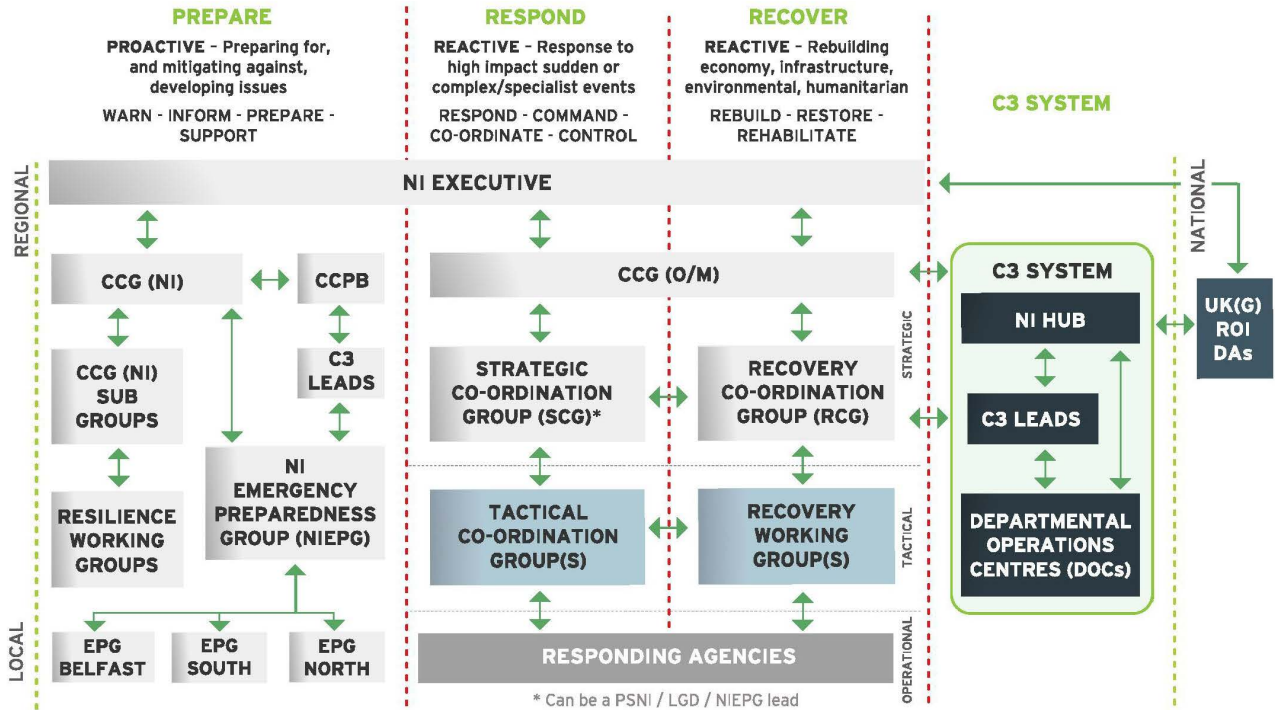 PREPARE
PROACTIVE – Preparing for,
and mitigating against,
developing issues
WARN - INFORM - PREPARE -
SUPPORT
RESPOND
REACTIVE – Response to
high impact sudden or
complex/specialist events
RESPOND - COMMAND -
CO-ORDINATE - CONTROL
RECOVER
REACTIVE – Rebuilding
economy, infrastructure,
environmental, humanitarian
REBUILD - RESTORE -
REHABILITATE
C3 SYSTEM
REGIONAL
LOCAL
NI EXECUTIVE
NATIONAL
CCG (NI)
CCPB
C3
LEADS
CCG (NI)
SUB
GROUPS
NI
EMERGENCY
PREPAREDNESS
GROUP (NIEPG)
RESILIENCE
WORKING
GROUPS
EPG
BELFAST
EPG
SOUTH
EPG
NORTH
CCG (O/M)
STRATEGIC
CO-ORDINATION
GROUP (SCG)*
RECOVERY
CO-ORDINATION
GROUP (RCG)
STRATEGIC
TACTICAL
CO-ORDINATION
GROUP(S)
RECOVERY
WORKING
GROUP(S)
TACTICAL
RESPONDING AGENCIES
OPERATIONAL
* Can be a PSNI / LGD / NIEPG lead
C3 SYSTEM
NI HUB
C3 LEADS
DEPARTMENTAL
OPERATIONS
CENTRES (DOCs)
UK(G)
ROI
DAs